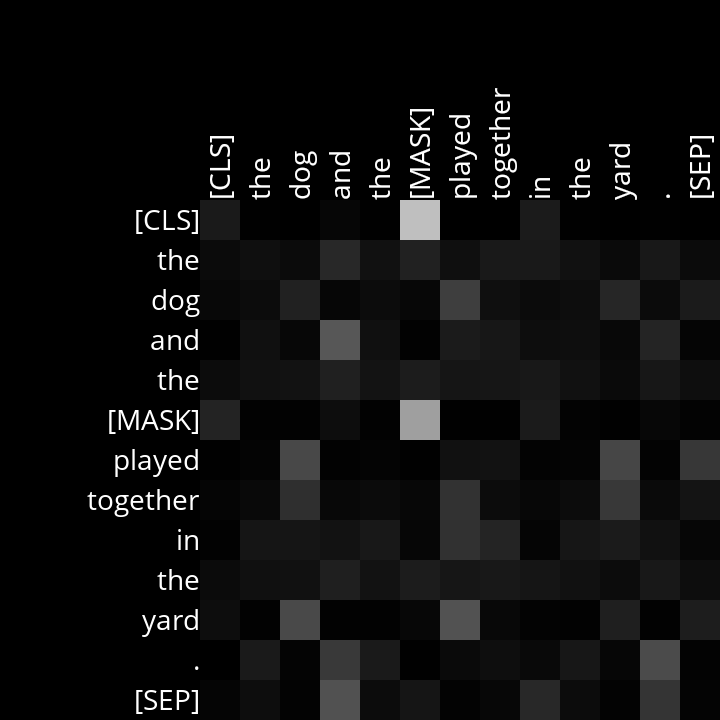 [CLS] the dog and the [MASK] played together in the yard . [SEP]
[CLS]
the
dog
and
the
[MASK]
played
together
in
the
yard
.
[SEP]